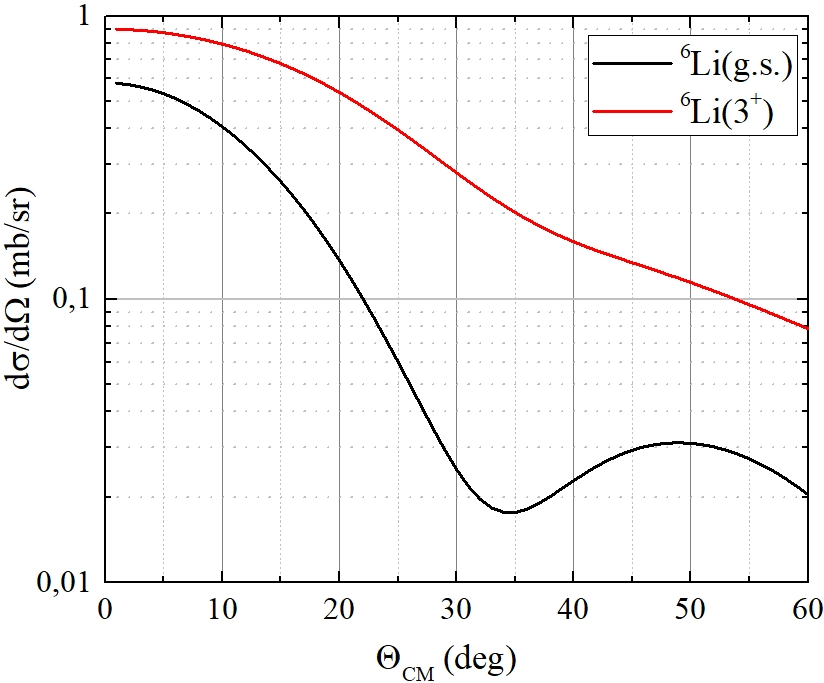 1
0,1
0,01
dσ/dΩ (mb/sr)
⁶Li(g.s.)
⁶Li(3⁺)
0 10 20 30 40 50 60
Θ_CM (deg)